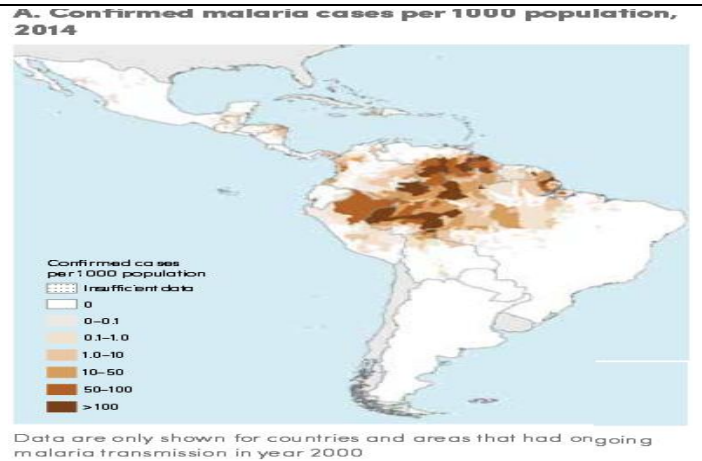 A. Confirmed malaria cases per 1000 population,
2014
Confirmed cases
per 1000 population
Insufficient data
0
0–0.1
0.1–1.0
1.0–10
10–50
50–100
>100
Data are only shown for countries and areas that had ongoing
malaria transmission in year 2000